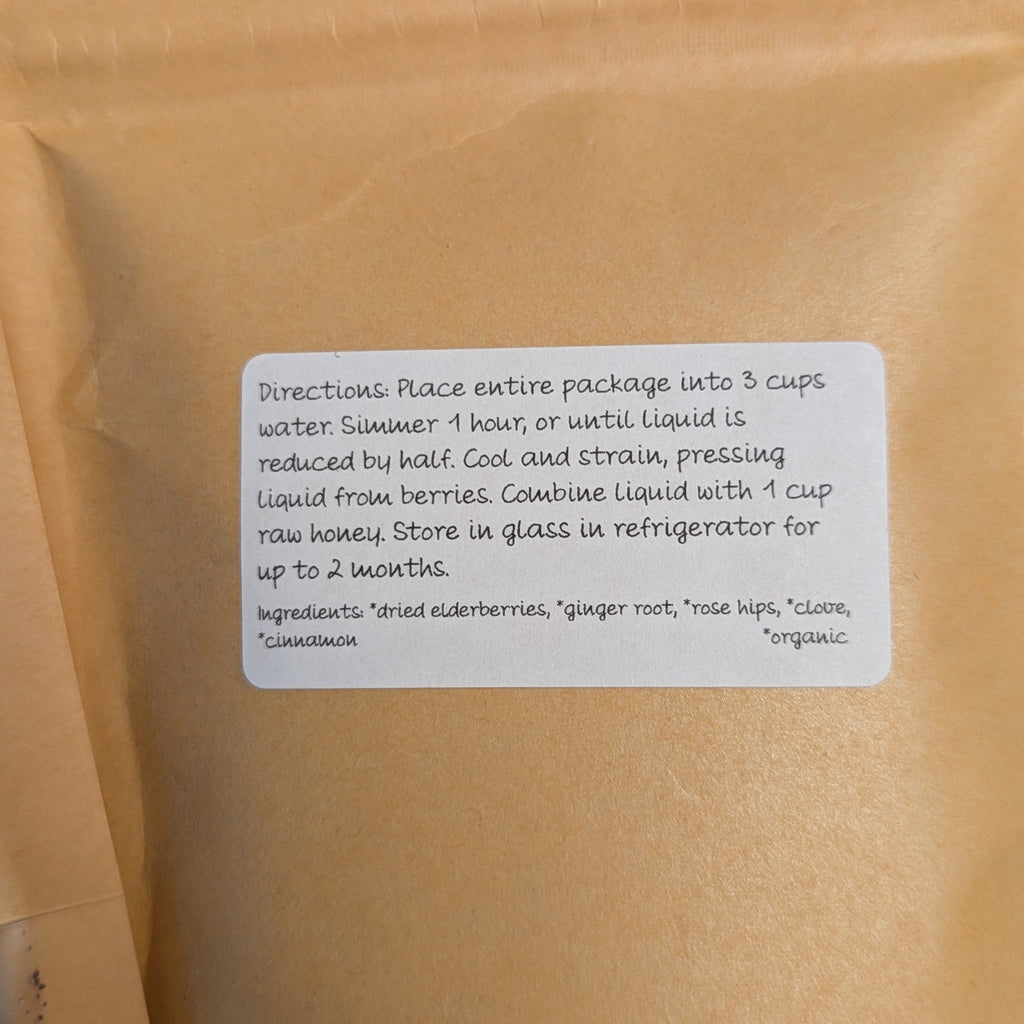 Directions: Place entire package into 3 cups
water. Simmer 1 hour, or until liquid is
reduced by half. Cool and strain, pressing
liquid from berries. Combine liquid with 1 cup
raw honey. Store in glass in refrigerator for
up to 2 months.
Ingredients: *dried elderberries, *ginger root, *rose hips, *clove,
*cinnamon *organic